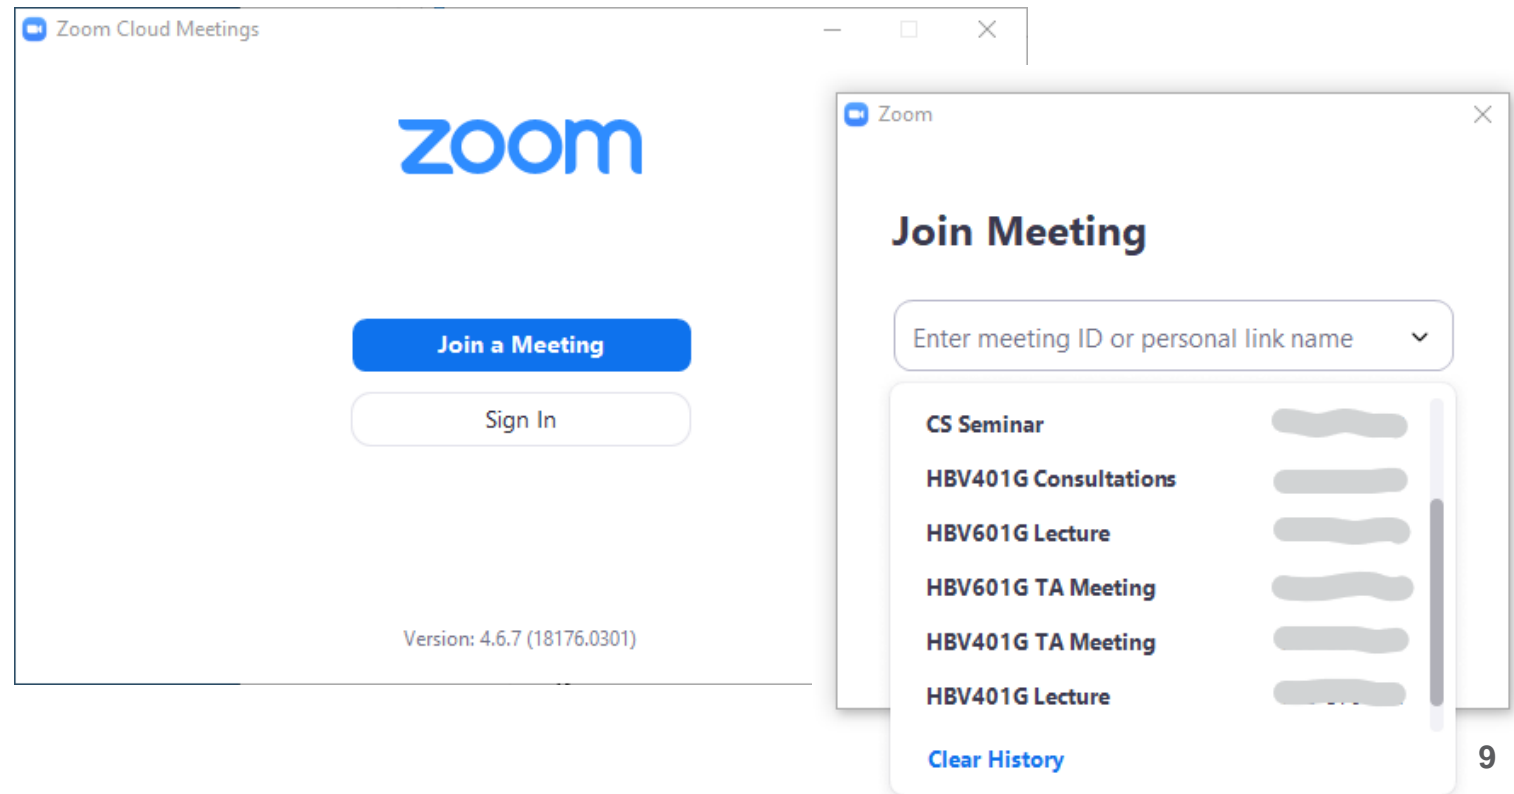 Zoom Cloud Meetings
zoom
Join a Meeting
Sign In
Version: 4.6.7 (18176.0301)
Zoom
Join Meeting
Enter meeting ID or personal link name
CS Seminar
HBV401G Consultations
HBV601G Lecture
HBV601G TA Meeting
HBV401G TA Meeting
HBV401G Lecture
Clear History
9